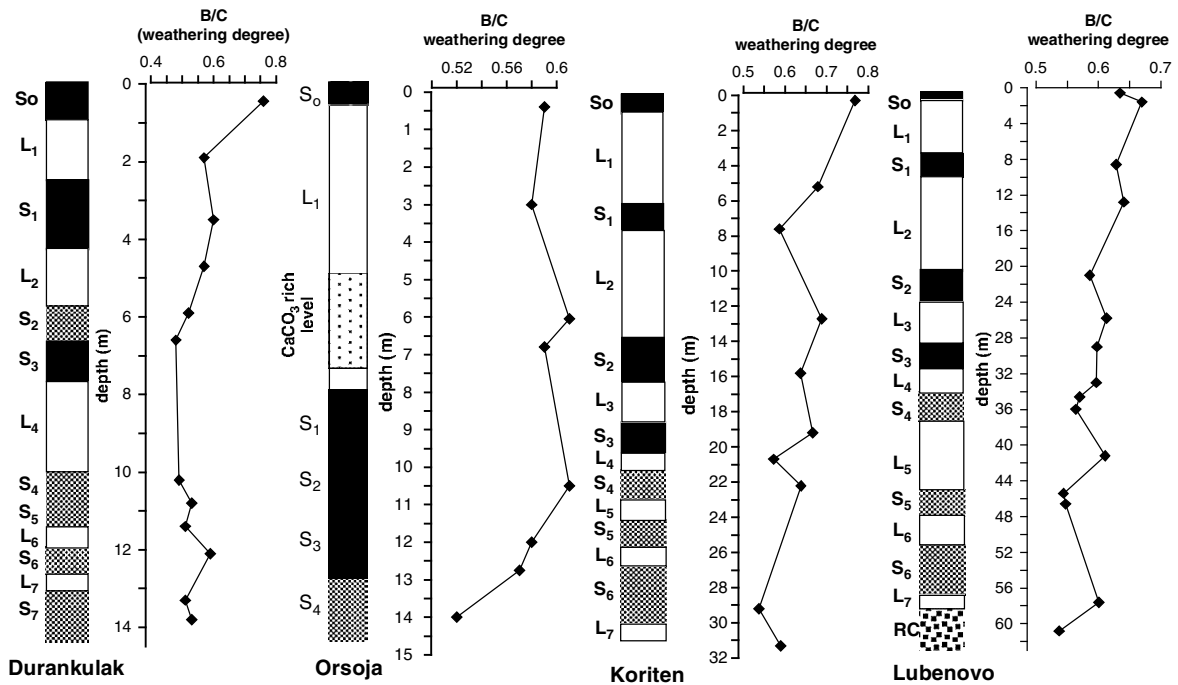 B/C
(weathering degree)
0.4 0.6 0.8
0
2
4
6
8
10
12
14
depth (m)
So
L1
S1
L2
S2
S3
L4
S4
S5
L6
S6
L7
S7
Durankulak
B/C
weathering degree
0.52 0.56 0.6
0
1
2
3
4
5
6
7
8
9
10
11
12
13
14
15
depth (m)
So
L1
CaCO3 rich
level
S1
S2
S3
S4
Orsoja
B/C
weathering degree
0.5 0.6 0.7 0.8
0
2
4
6
8
10
12
14
16
18
20
22
24
26
28
30
32
depth (m)
So
L1
S1
L2
S2
L3
S3
L4
S4
L5
S5
L6
S6
L7
Koriten
B/C
weathering degree
0.5 0.6 0.7
0
4
8
12
16
20
24
28
32
36
40
44
48
56
60
depth (m)
So
L1
S1
L2
S2
L3
S3
L4
S4
L5
S5
L6
S6
L7
RC
Lubenovo